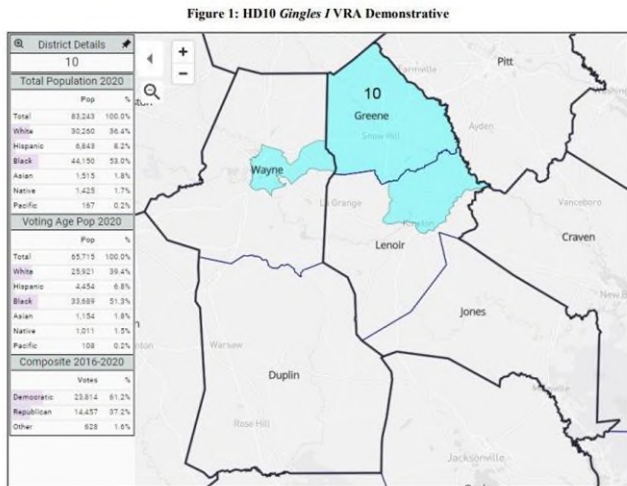 Figure 1: HD10 Gingles I VRA Demonstrative
District Details
10
Total Population 2020
Pop %
Total 83,243 100.0%
White 30,260 36.4%
Hispanic 6,843 8.2%
Black 44,150 53.0%
Asian 1,515 1.8%
Native 1,425 1.7%
Pacific 167 0.2%
Voting Age Pop 2020
Pop %
Total 65,715 100.0%
White 25,921 39.4%
Hispanic 4,454 6.8%
Black 33,689 51.3%
Asian 1,154 1.8%
Native 1,011 1.5%
Pacific 108 0.2%
Composite 2016-2020
Votes %
Democratic 23,814 61.2%
Republican 14,457 37.2%
Other 628 1.6%
+
−
Farmville
Pitt
10
Greene
Snow Hill
Ayden
Wayne
La Grange
Vanceboro
Kinston
Lenoir
Craven
Jones
Warsaw
Duplin
Rose Hill
Jacksonville